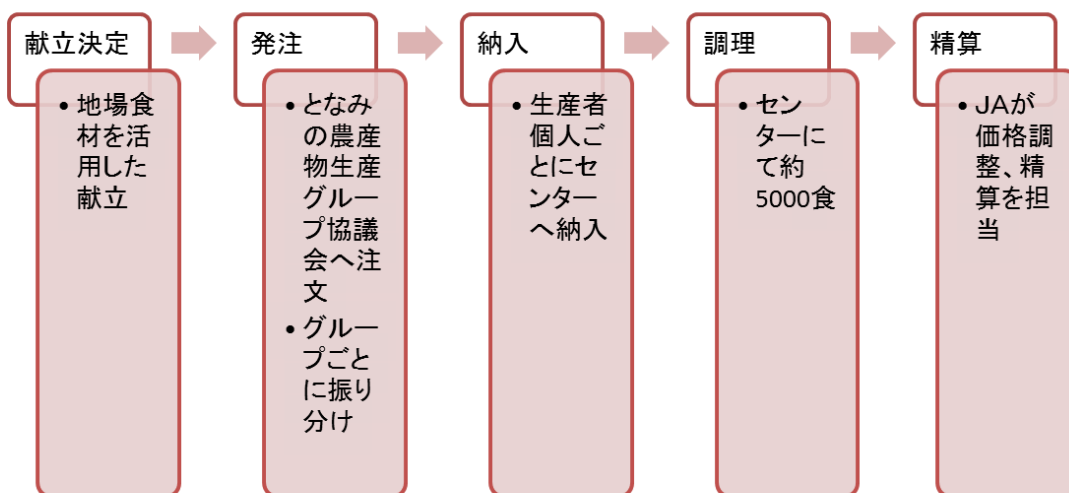 献立決定
• 地場食
材を活
用した
献立
発注
• となみ
の農産
物生産
グルー
プ協議
会へ注
文
• グルー
プごと
に振り
分け
納入
• 生産者
個人ご
とにセ
ンター
へ納入
調理
• セン
ターに
て約
5000食
精算
• JAが
価格調
整、精
算を担
当